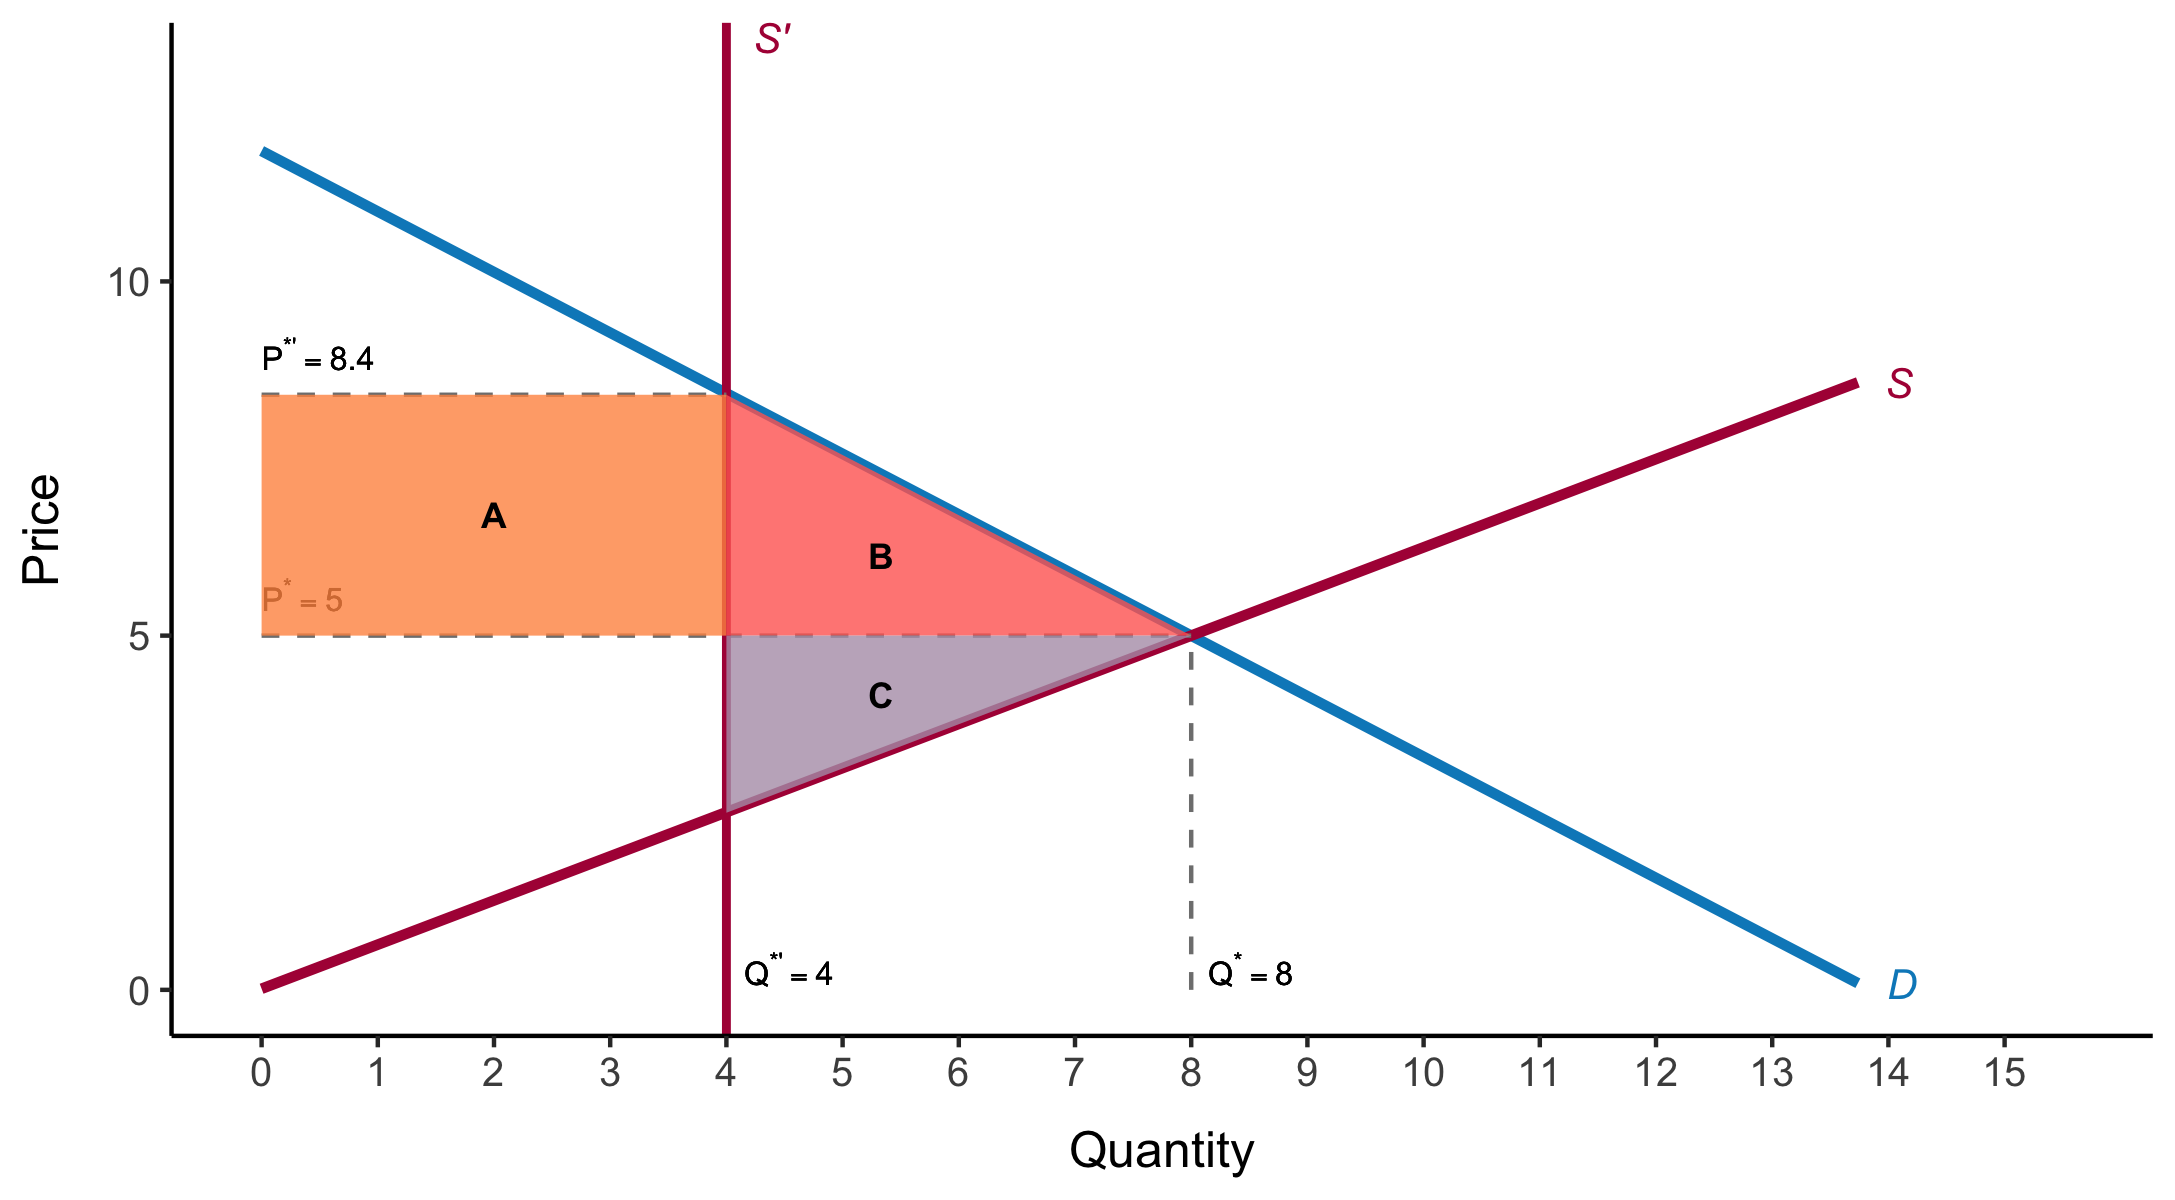 S'
10
P*' = 8.4
S
A
B
P* = 5
5
C
Q*' = 4
Q* = 8
0
D
0 1 2 3 4 5 6 7 8 9 10 11 12 13 14 15
Price
Quantity